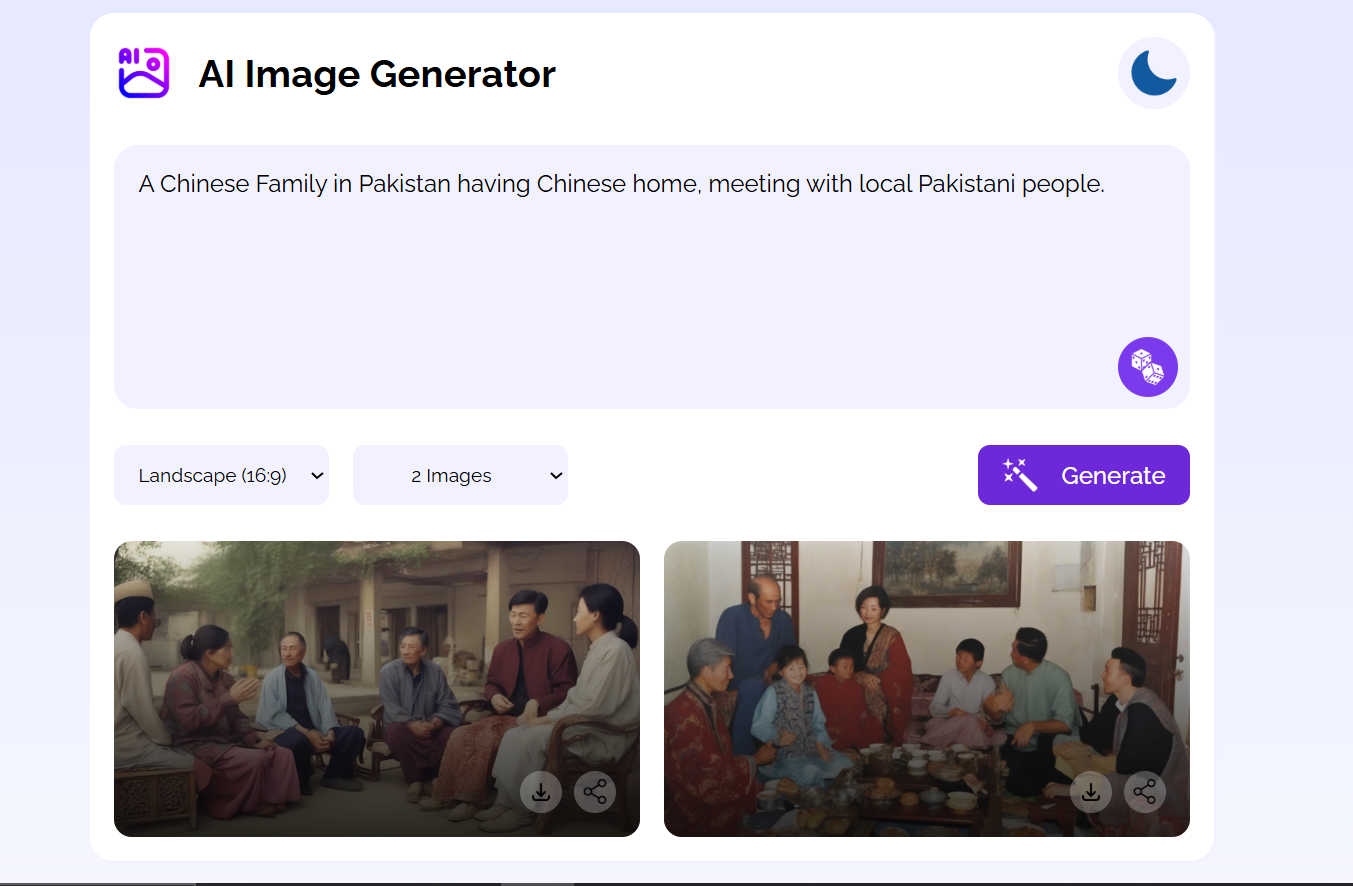 AI
AI Image Generator
A Chinese Family in Pakistan having Chinese home, meeting with local Pakistani people.
Landscape (16:9)
2 Images
Generate